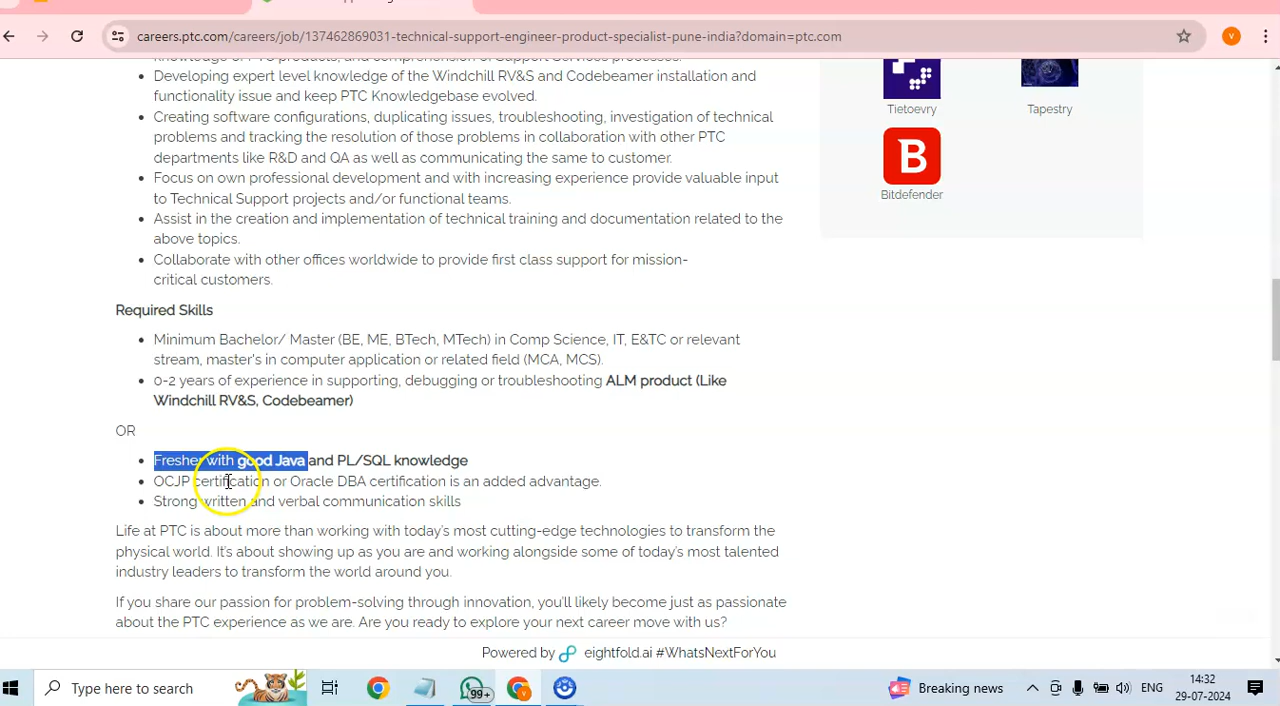 careers.ptc.com/careers/job/137462869031-technical-support-engineer-product-specialist-pune-india?domain=ptc.com
V
knowledge of PTC products, and comprehension of Support Services processes.
Developing expert level knowledge of the Windchill RV&S and Codebeamer installation and
functionality issue and keep PTC Knowledgebase evolved.
Creating software configurations, duplicating issues, troubleshooting, investigation of technical
problems and tracking the resolution of those problems in collaboration with other PTC
departments like R&D and QA as well as communicating the same to customer.
Focus on own professional development and with increasing experience provide valuable input
to Technical Support projects and/or functional teams.
Assist in the creation and implementation of technical training and documentation related to the
above topics.
Collaborate with other offices worldwide to provide first class support for mission-
critical customers.
Tietoevry
Tapestry
B
Bitdefender
Required Skills
Minimum Bachelor/ Master (BE, ME, BTech, MTech) in Comp Science, IT, E&TC or relevant
stream, master's in computer application or related field (MCA, MCS).
0-2 years of experience in supporting, debugging or troubleshooting ALM product (Like
Windchill RV&S, Codebeamer)
OR
Fresher with good Java and PL/SQL knowledge
OCJP certification or Oracle DBA certification is an added advantage.
Strong written and verbal communication skills
Life at PTC is about more than working with today's most cutting-edge technologies to transform the
physical world. It's about showing up as you are and working alongside some of today's most talented
industry leaders to transform the world around you.
If you share our passion for problem-solving through innovation, you'll likely become just as passionate
about the PTC experience as we are. Are you ready to explore your next career move with us?
Powered by eightfold.ai #WhatsNextForYou
Type here to search
99+
Breaking news
ENG
14:32
29-07-2024